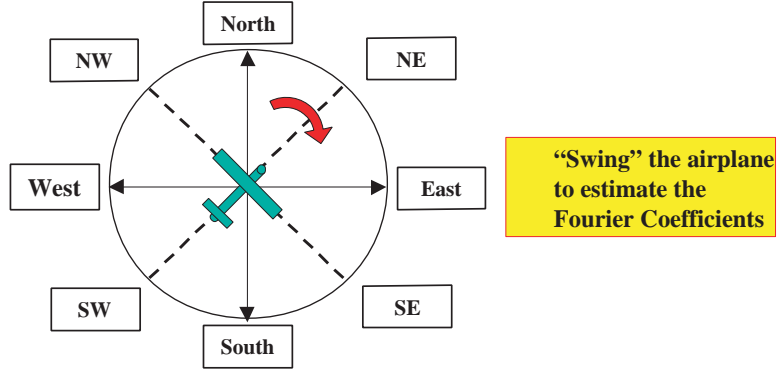 North
NW
NE
West
East
“Swing” the airplane
to estimate the
Fourier Coefficients
SW
SE
South